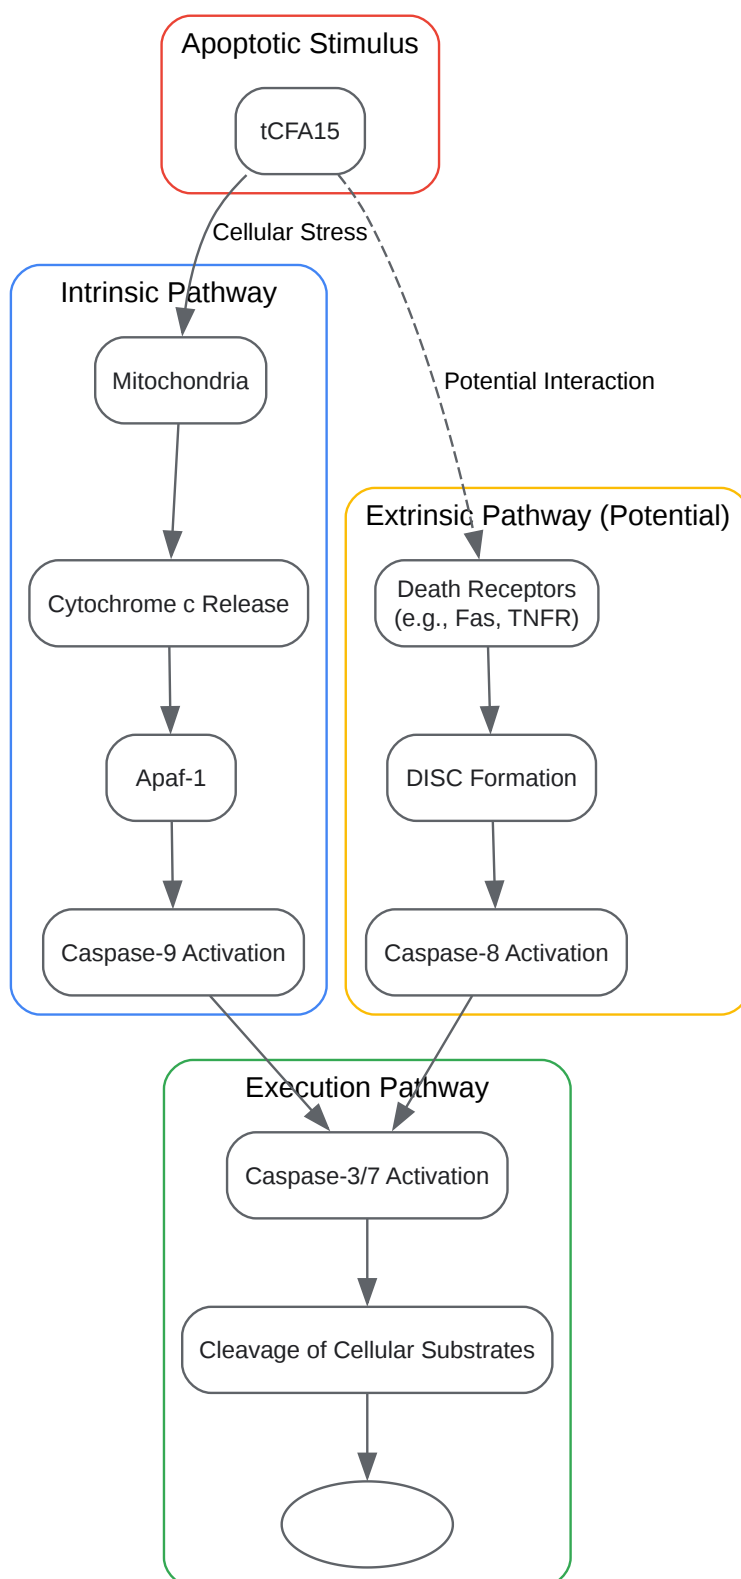 Apoptotic Stimulus
tCFA15
Cellular Stress
Intrinsic Pathway
Mitochondria
Potential Interaction
Extrinsic Pathway (Potential)
Cytochrome c Release
Death Receptors
(e.g., Fas, TNFR)
Apaf-1
DISC Formation
Caspase-9 Activation
Caspase-8 Activation
Execution Pathway
Caspase-3/7 Activation
Cleavage of Cellular Substrates